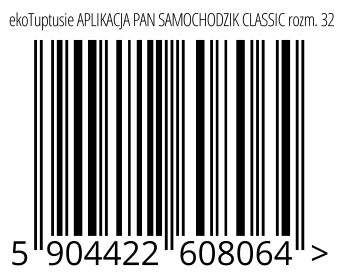 ekoTuptusie APLIKACJA PAN SAMOCHODZIK CLASSIC rozm. 32
5 904422 608064 >